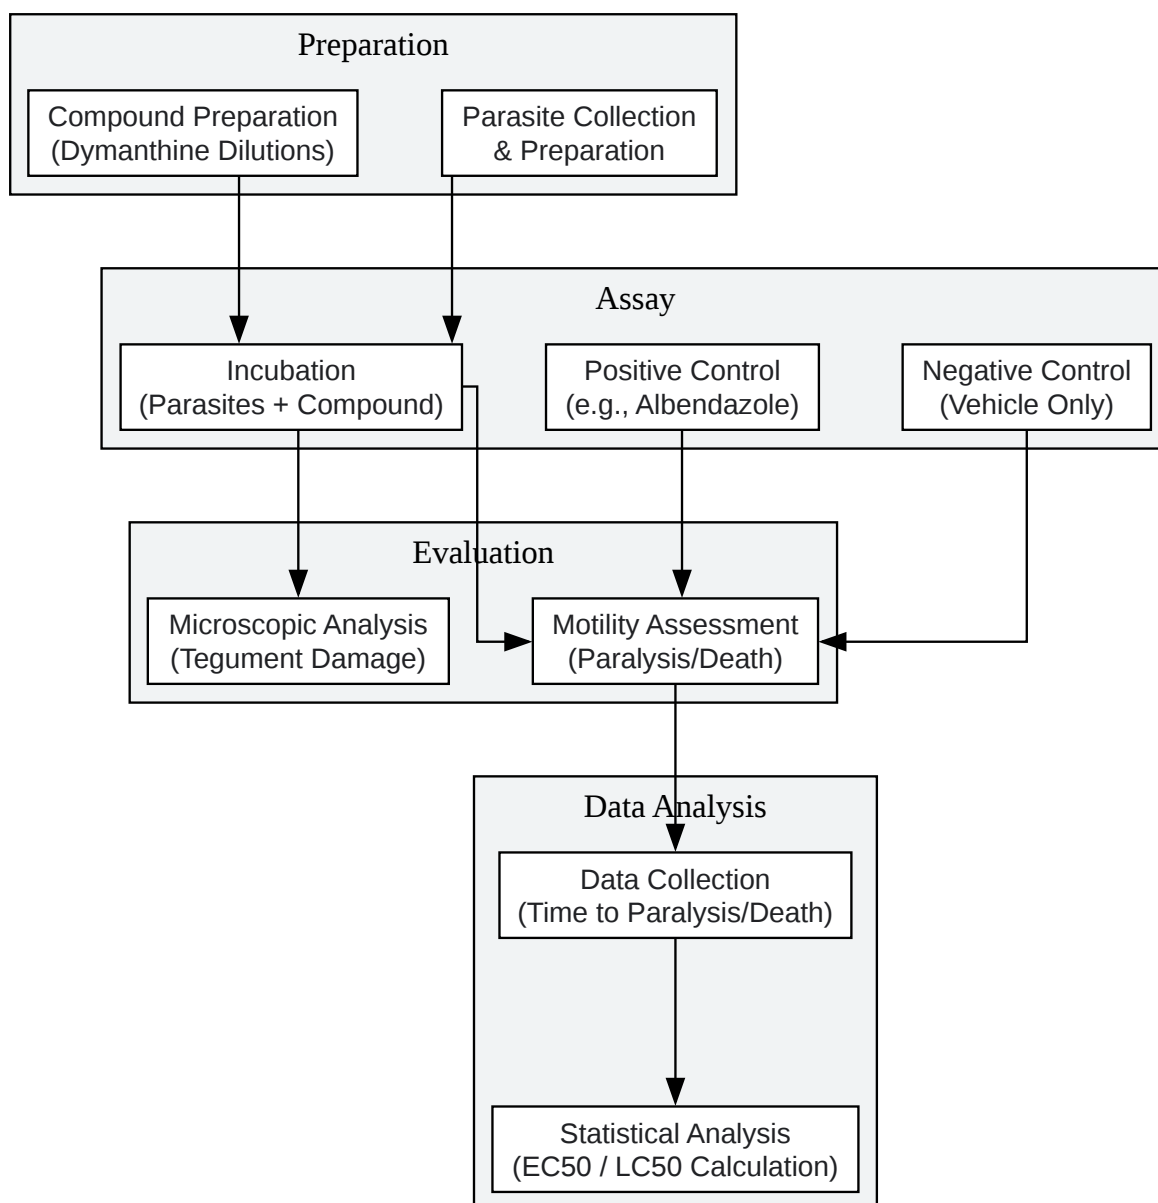 Preparation
Compound Preparation
(Dymanthine Dilutions)
Parasite Collection
& Preparation
Assay
Incubation
(Parasites + Compound)
Positive Control
(e.g., Albendazole)
Negative Control
(Vehicle Only)
Evaluation
Microscopic Analysis
(Tegument Damage)
Motility Assessment
(Paralysis/Death)
Data Analysis
Data Collection
(Time to Paralysis/Death)
Statistical Analysis
(EC50 / LC50 Calculation)